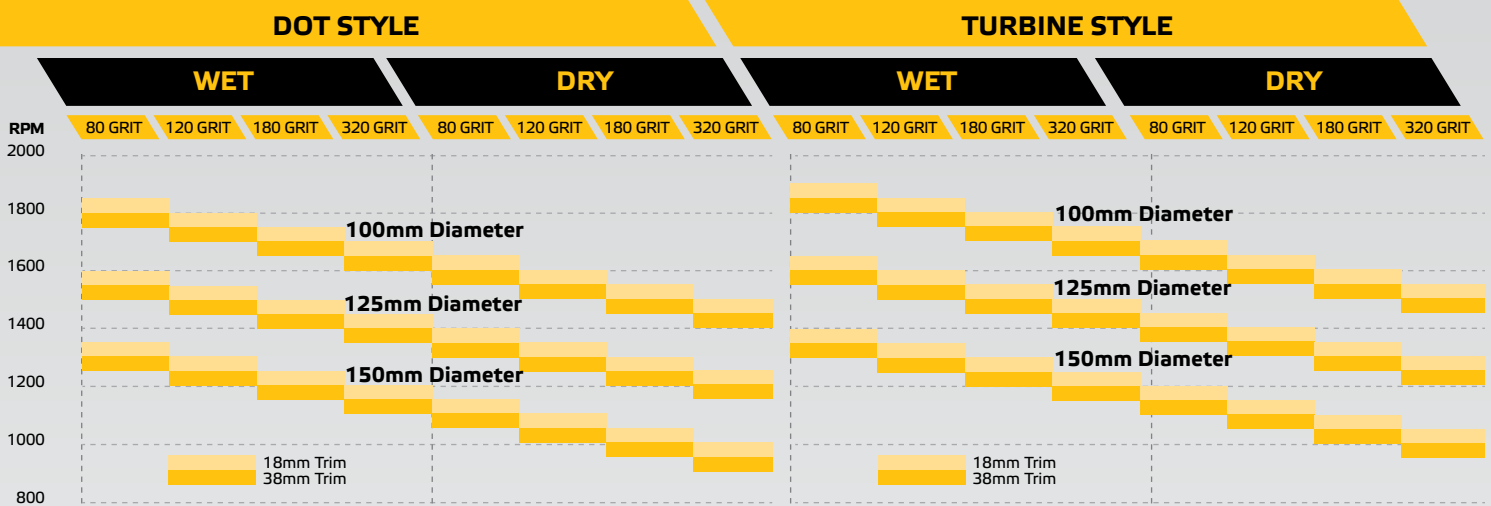 DOT STYLE TURBINE STYLE
WET DRY WET DRY
RPM 80 GRIT 120 GRIT 180 GRIT 320 GRIT 80 GRIT 120 GRIT 180 GRIT 320 GRIT 80 GRIT 120 GRIT 180 GRIT 320 GRIT 80 GRIT 120 GRIT 180 GRIT 320 GRIT
2000
1800
100mm Diameter 100mm Diameter
1600
125mm Diameter 125mm Diameter
1400
150mm Diameter 150mm Diameter
1200
1000
18mm Trim 18mm Trim
38mm Trim 38mm Trim
800